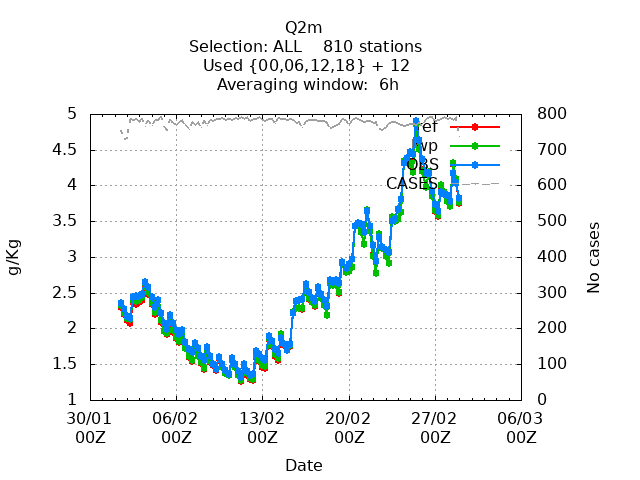 Q2m
Selection: ALL    810 stations
Used {00,06,12,18} + 12
Averaging window:  6h
ref
wp
OBS
CASES
5
4.5
4
3.5
3
2.5
2
1.5
1
g/Kg
800
700
600
500
400
300
200
100
0
No cases
30/01 06/02 13/02 20/02 27/02 06/03
00Z 00Z 00Z 00Z 00Z 00Z
Date